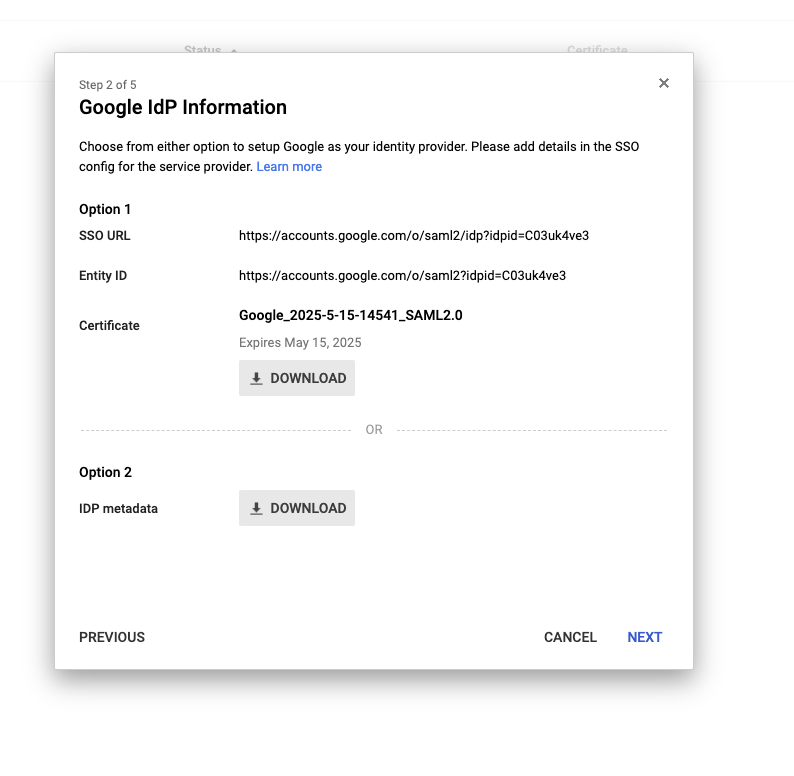 Status
Certificate
Step 2 of 5
Google IdP Information
Choose from either option to setup Google as your identity provider. Please add details in the SSO
config for the service provider. Learn more
Option 1
SSO URL
https://accounts.google.com/o/saml2/idp?idpid=C03uk4ve3
Entity ID
https://accounts.google.com/o/saml2?idpid=C03uk4ve3
Certificate
Google_2025-5-15-14541_SAML2.0
Expires May 15, 2025
DOWNLOAD
OR
Option 2
IDP metadata
DOWNLOAD
PREVIOUS
CANCEL
NEXT